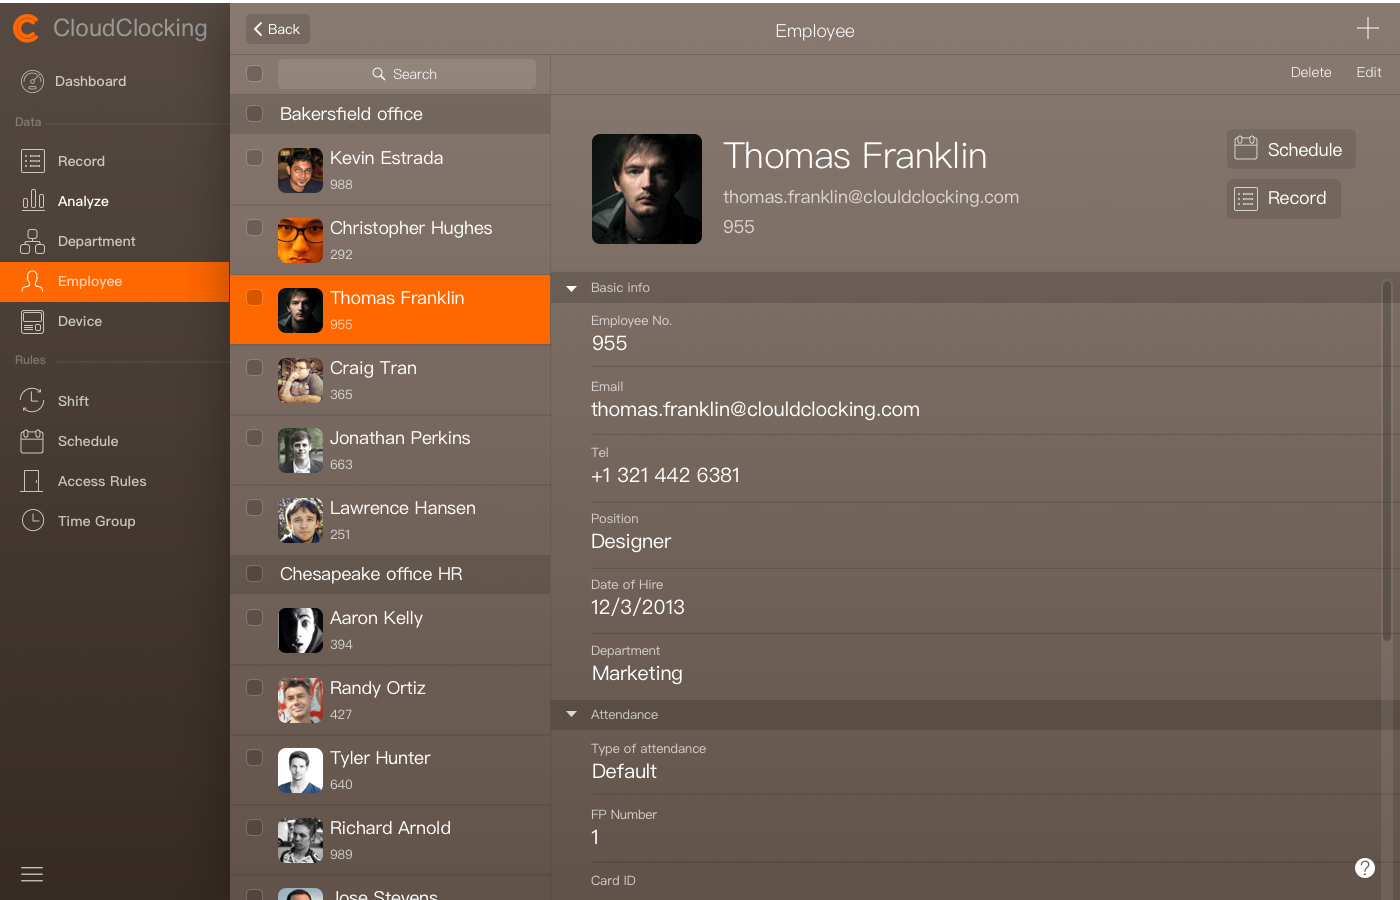 CloudClocking
Dashboard
Data
Record
Analyze
Department
Employee
Device
Rules
Shift
Schedule
Access Rules
Time Group
Back
Employee
Search
Delete
Edit
Bakersfield office
Kevin Estrada
988
Christopher Hughes
292
Thomas Franklin
955
Craig Tran
365
Jonathan Perkins
663
Lawrence Hansen
251
Chesapeake office HR
Aaron Kelly
394
Randy Ortiz
427
Tyler Hunter
640
Richard Arnold
989
Jose Stevens
Thomas Franklin
thomas.franklin@clouldclocking.com
955
Schedule
Record
Basic info
Employee No.
955
Email
thomas.franklin@clouldclocking.com
Tel
+1 321 442 6381
Position
Designer
Date of Hire
12/3/2013
Department
Marketing
Attendance
Type of attendance
Default
FP Number
1
Card ID
?